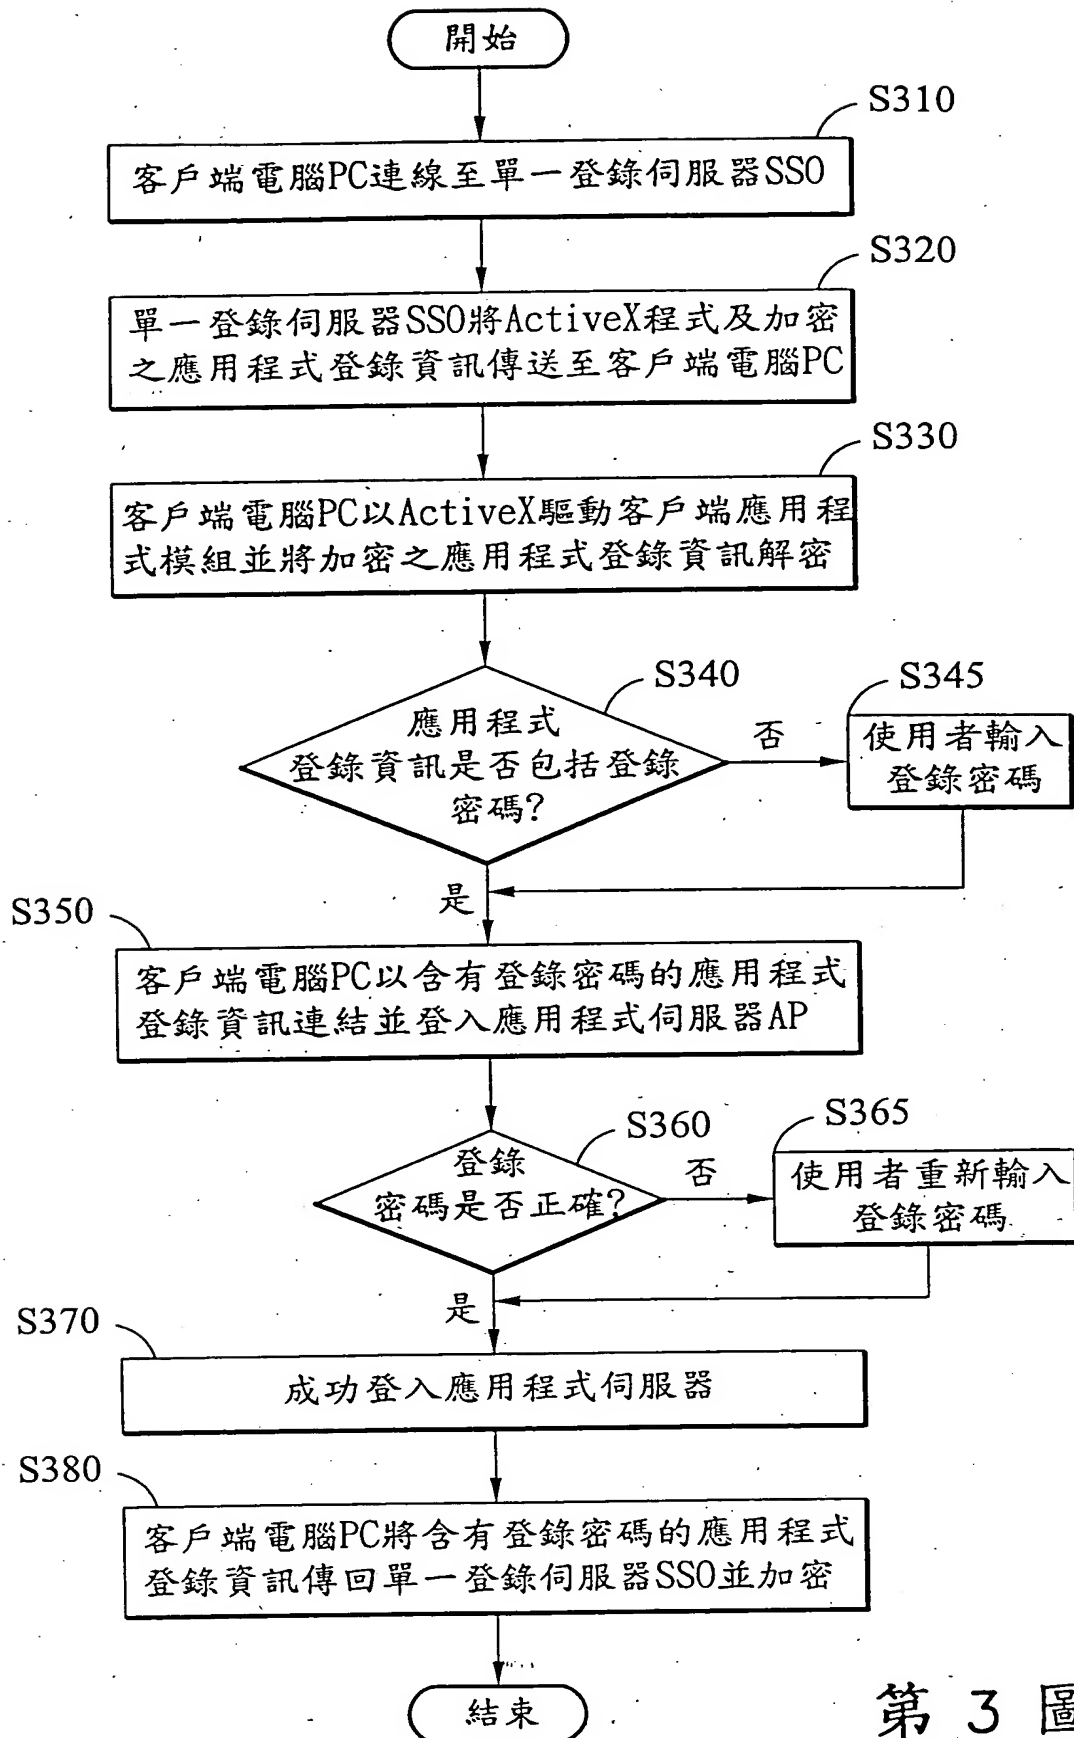 開始
S310
客戶端電腦PC連線至單一登錄伺服器SSO
S320
單一登錄伺服器SSO將ActiveX程式及加密
之應用程式登錄資訊傳送至客戶端電腦PC
S330
客戶端電腦PC以ActiveX驅動客戶端應用程
式模組並將加密之應用程式登錄資訊解密
S340
應用程式
登錄資訊是否包括登錄
密碼?
否
S345
使用者輸入
登錄密碼
是
S350
客戶端電腦PC以含有登錄密碼的應用程式
登錄資訊連結並登入應用程式伺服器AP
S360
登錄
密碼是否正確?
否
S365
使用者重新輸入
登錄密碼
是
S370
成功登入應用程式伺服器
S380
客戶端電腦PC將含有登錄密碼的應用程式
登錄資訊傳回單一登錄伺服器SSO並加密
結束
第 3 圖